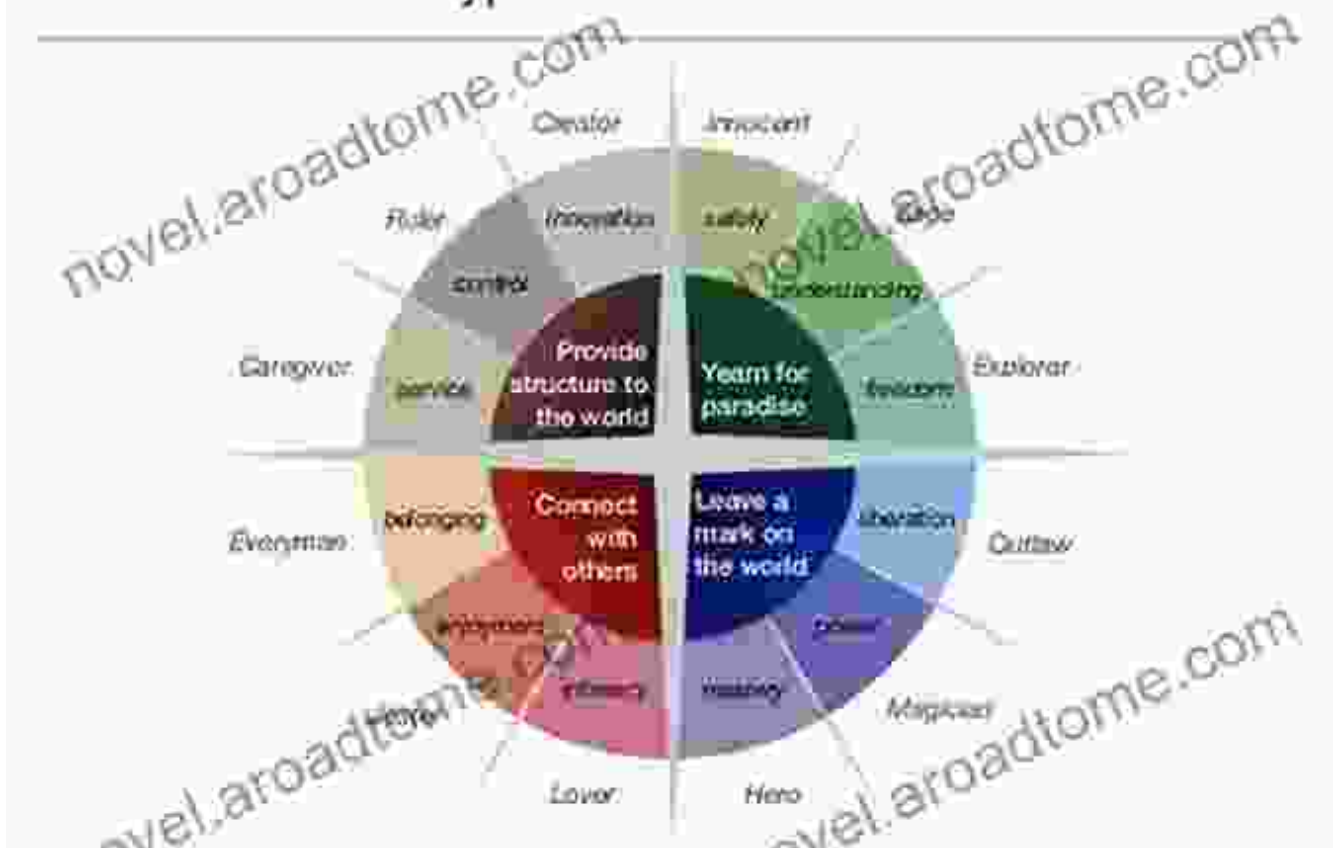 novel.aroadtome.com
novel.aroadtome.com
Creator
Innocent
Ruler
Innovation
safety
control
understanding
Caregiver
Explorer
service
freedom
Provide
structure to
the world
Yearn for
paradise
Everyman
Outlaw
belonging
liberation
Connect
with
others
Leave a
mark on
the world
enjoyment
power
intimacy
mastery
Magician
Lover
Hero
novel.aroadtome.com
novel.aroadtome.com